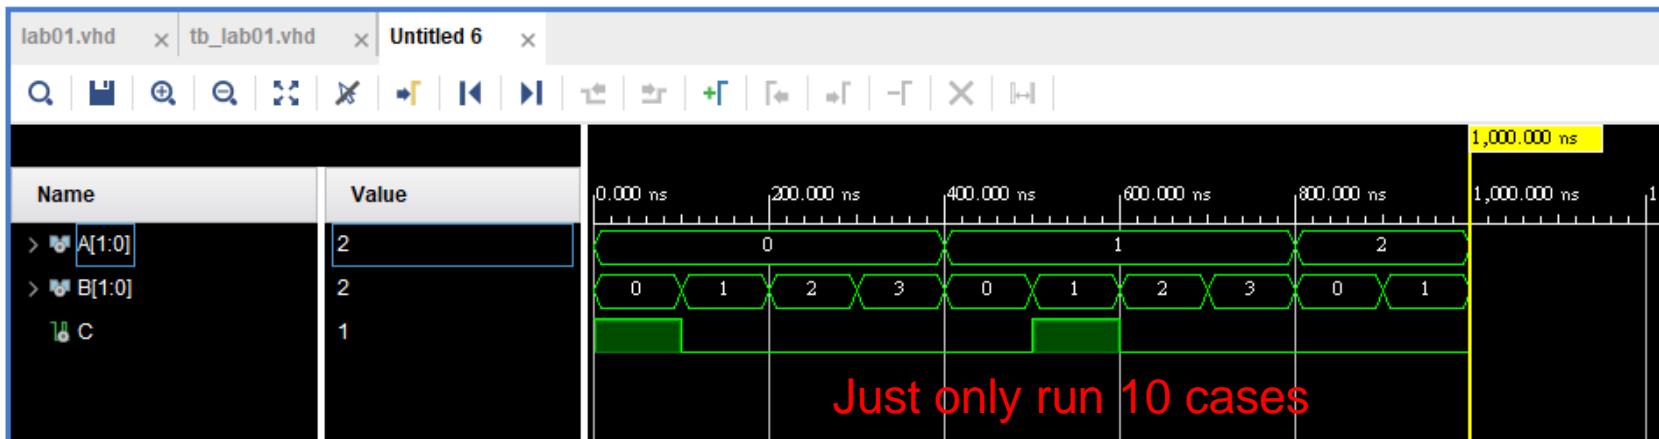 lab01.vhd × tb_lab01.vhd × Untitled 6 ×
1,000.000 ns
Name Value 0.000 ns 200.000 ns 400.000 ns 600.000 ns 800.000 ns 1,000.000 ns 1
A[1:0] 2 0 1 2
B[1:0] 2 0 1 2 3 0 1 2 3 0 1
C 1
Just only run 10 cases